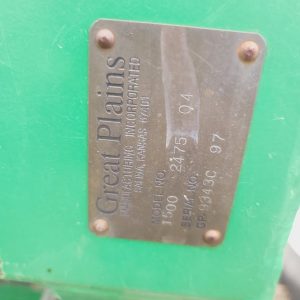 Great Plains
MANUFACTURING INCORPORATED
SALINA, KANSAS 67401
MODEL NO.
1500 2475 04
SERIAL NO.
97